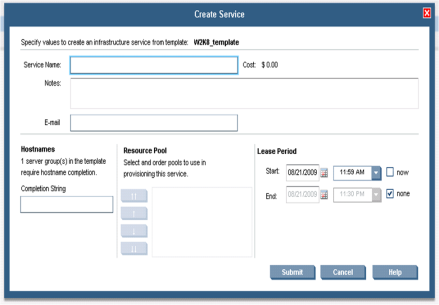 Create Service
Specify values to create an infrastructure service from template: W2K8_template
Service Name:
Cost: $ 0.00
Notes:
E-mail
Hostnames
1 server group(s) in the template
require hostname completion.
Completion String
Resource Pool
Select and order pools to use in
provisioning this service.
Lease Period
Start: 08/21/2009 11:59 AM now
End: 08/21/2009 11:30 PM none
Submit Cancel Help